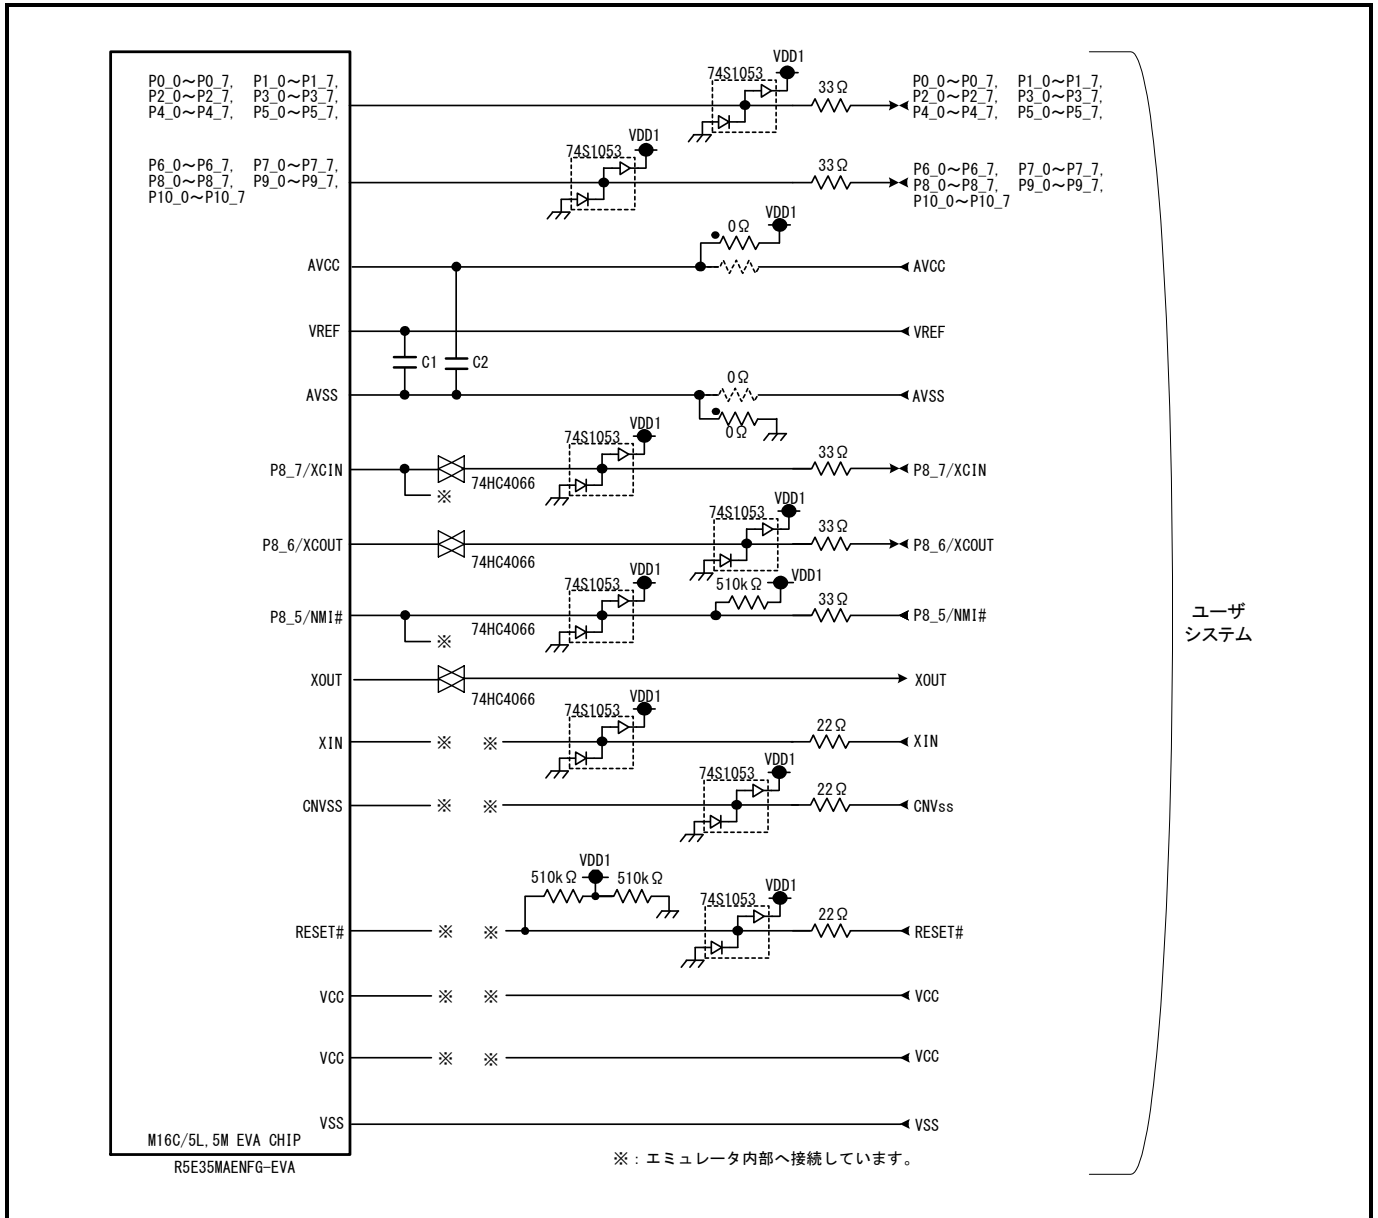 VDD1
74S1053
33Ω
P0_0～P0_7, P1_0～P1_7,
P2_0～P2_7, P3_0～P3_7,
P4_0～P4_7, P5_0～P5_7,
P0_0～P0_7, P1_0～P1_7,
P2_0～P2_7, P3_0～P3_7,
P4_0～P4_7, P5_0～P5_7,
VDD1
74S1053
33Ω
P6_0～P6_7, P7_0～P7_7,
P8_0～P8_7, P9_0～P9_7,
P10_0～P10_7
P6_0～P6_7, P7_0～P7_7,
P8_0～P8_7, P9_0～P9_7,
P10_0～P10_7
VDD1
0Ω
AVCC
AVCC
VREF
VREF
C1
C2
0Ω
AVSS
AVSS
0Ω
VDD1
74S1053
33Ω
P8_7/XCIN
74HC4066
P8_7/XCIN
※
VDD1
74S1053
33Ω
P8_6/XCOUT
74HC4066
P8_6/XCOUT
VDD1
74S1053
510kΩ
VDD1
33Ω
P8_5/NMI#
74HC4066
P8_5/NMI#
※
XOUT
74HC4066
XOUT
VDD1
74S1053
22Ω
XIN ※ ※ XIN
VDD1
74S1053
22Ω
CNVSS ※ ※ CNVss
VDD1
510kΩ 510kΩ
VDD1
74S1053
22Ω
RESET# ※ ※ RESET#
VCC ※ ※ VCC
VCC ※ ※ VCC
VSS VSS
M16C/5L,5M EVA CHIP
R5E35MAENFG-EVA
※：エミュレータ内部へ接続しています。
ユーザ
システム